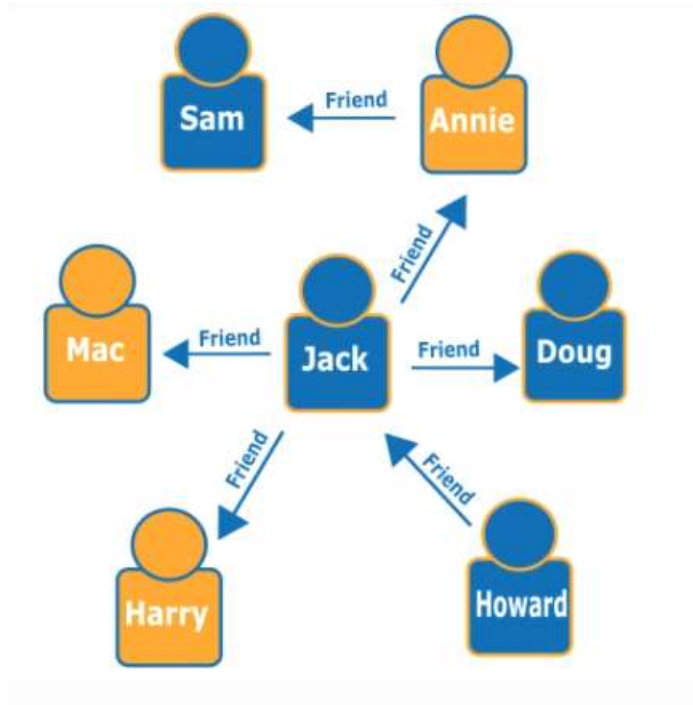 Sam
Friend
Annie
Friend
Mac
Friend
Jack
Friend
Doug
Friend
Friend
Harry
Howard